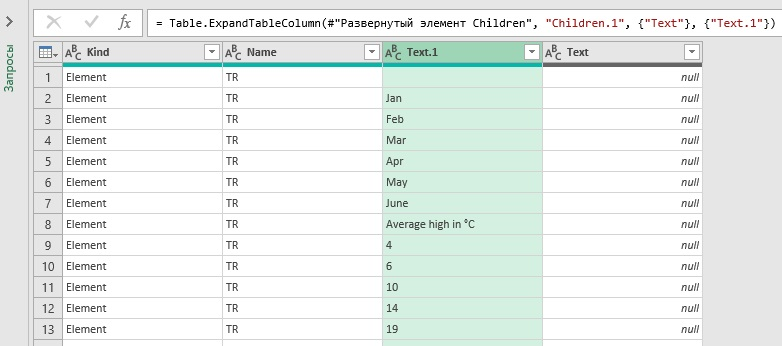 Запросы
fx = Table.ExpandTableColumn(#"Развернутый элемент Children", "Children.1", {"Text"}, {"Text.1"})
ABC Kind ABC Name ABC Text.1 ABC Text
1 Element TR null
2 Element TR Jan null
3 Element TR Feb null
4 Element TR Mar null
5 Element TR Apr null
6 Element TR May null
7 Element TR June null
8 Element TR Average high in °C null
9 Element TR 4 null
10 Element TR 6 null
11 Element TR 10 null
12 Element TR 14 null
13 Element TR 19 null